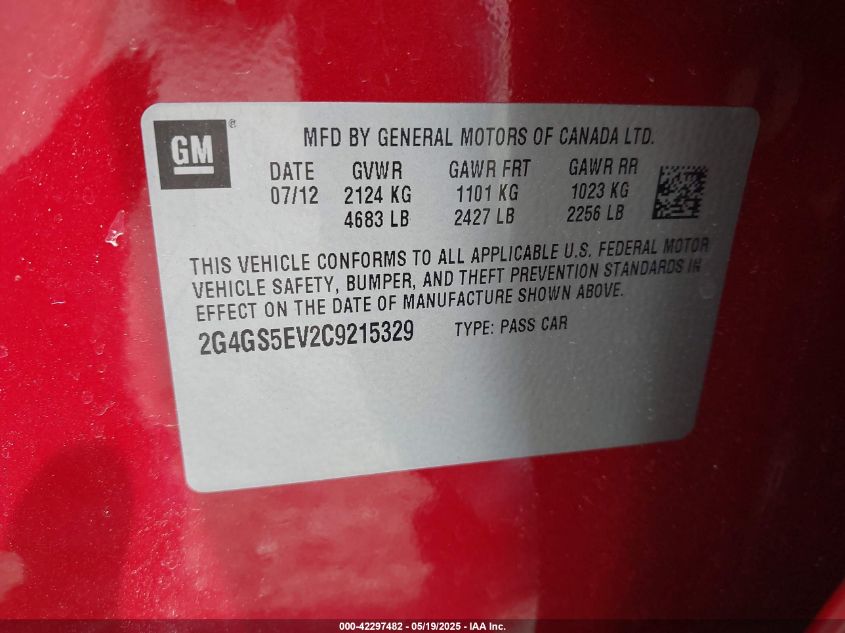 GM®
MFD BY GENERAL MOTORS OF CANADA LTD.
DATE GVWR GAWR FRT GAWR RR
07/12 2124 KG 1101 KG 1023 KG
4683 LB 2427 LB 2256 LB
THIS VEHICLE CONFORMS TO ALL APPLICABLE U.S. FEDERAL MOTOR
VEHICLE SAFETY, BUMPER, AND THEFT PREVENTION STANDARDS IN
EFFECT ON THE DATE OF MANUFACTURE SHOWN ABOVE.
2G4GS5EV2C9215329 TYPE: PASS CAR
000-42297482 — 05/19/2025 — IAA Inc.